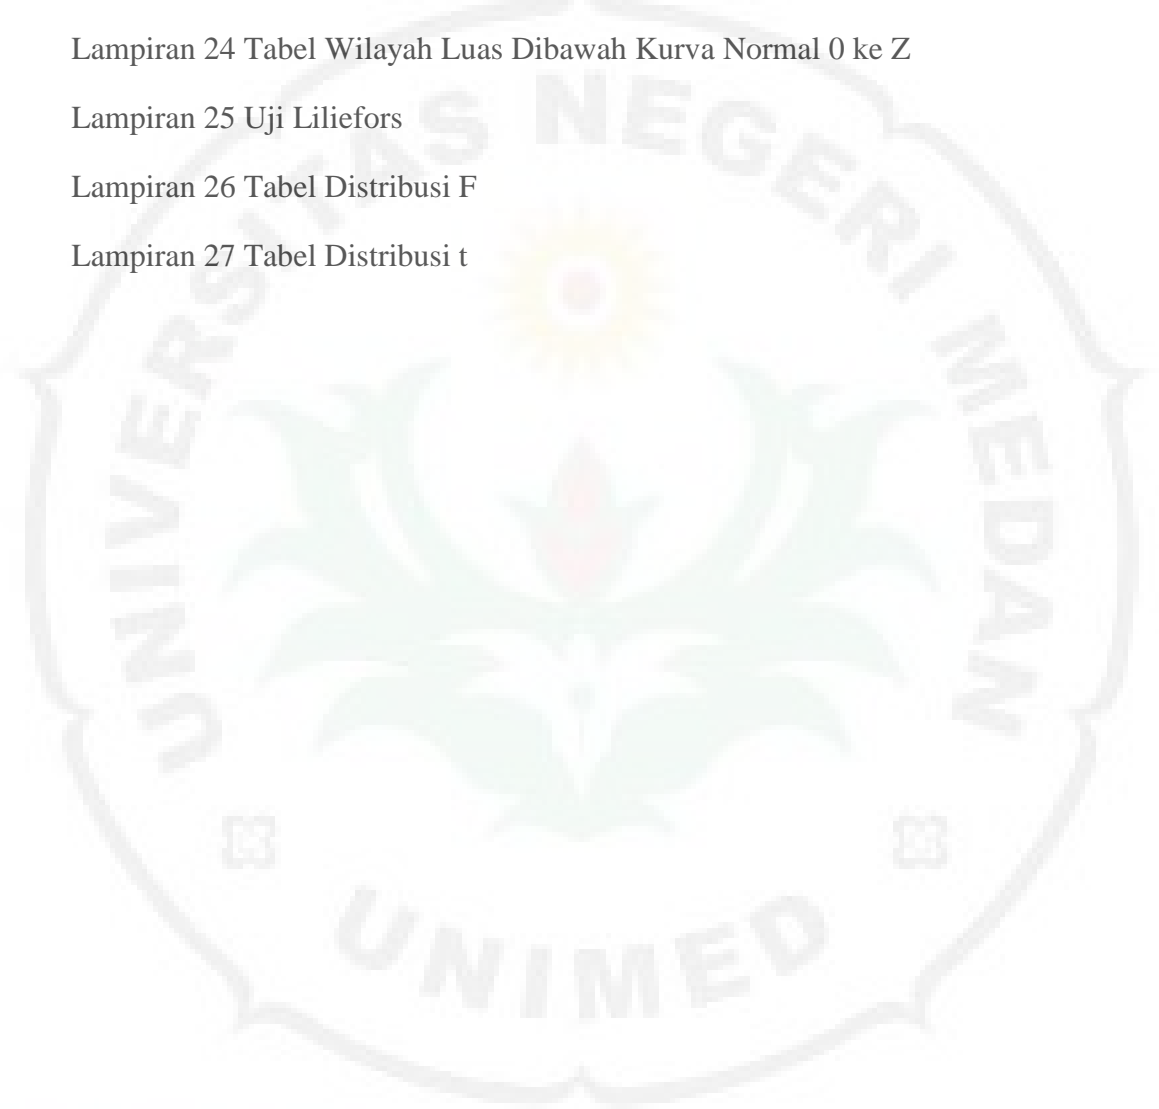 Lampiran 24 Tabel Wilayah Luas Dibawah Kurva Normal 0 ke Z
Lampiran 25 Uji Liliefors
Lampiran 26 Tabel Distribusi F
Lampiran 27 Tabel Distribusi t
UNIVERSITAS NEGERI MEDAN
UNIMED